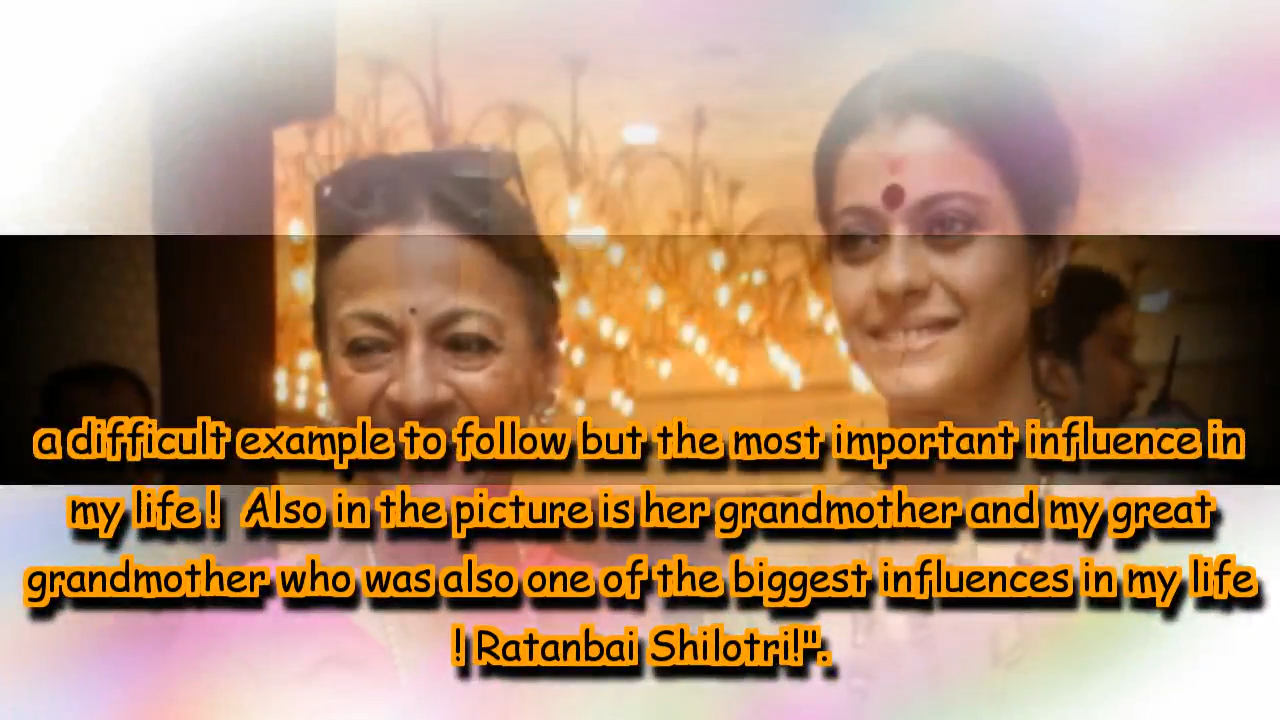 a difficult example to follow but the most important influence in
my life !  Also in the picture is her grandmother and my great
grandmother who was also one of the biggest influences in my life
! Ratanbai Shilotri!".